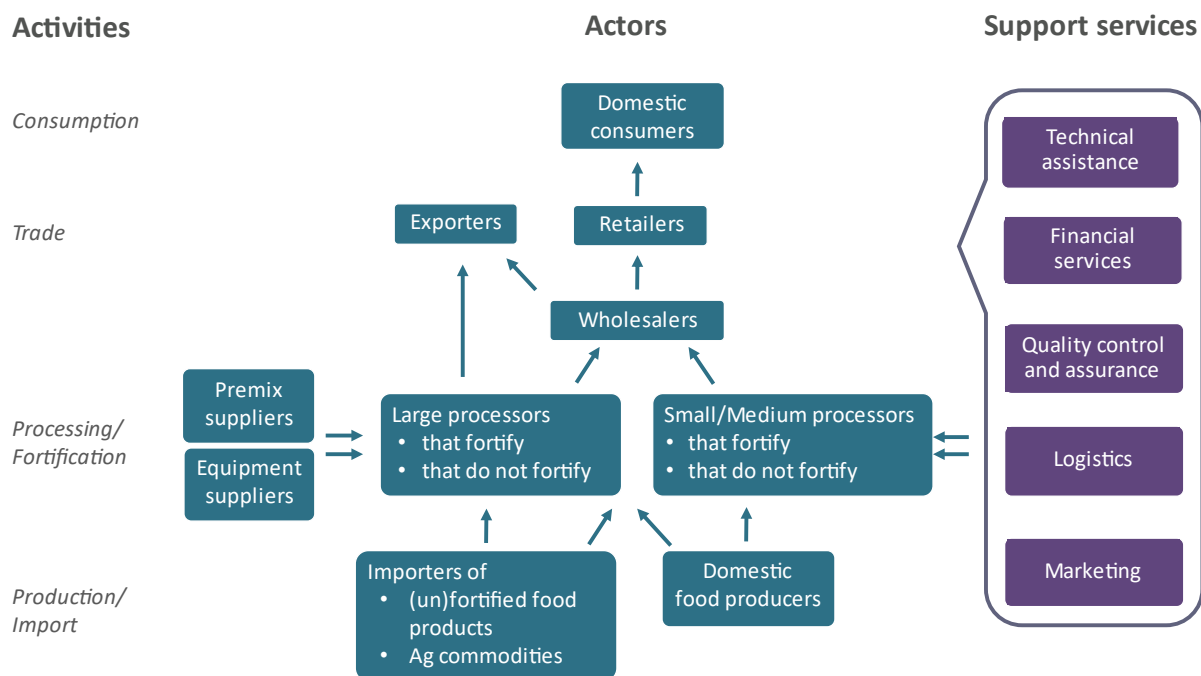 Activities
Actors
Support services
Consumption
Domestic
consumers
Technical
assistance
Trade
Exporters
Retailers
Financial
services
Wholesalers
Quality control
and assurance
Premix
suppliers
Processing/
Fortification
Equipment
suppliers
Large processors
• that fortify
• that do not fortify
Small/Medium processors
• that fortify
• that do not fortify
Logistics
Production/
Import
Importers of
• (un)fortified food
products
• Ag commodities
Domestic
food producers
Marketing